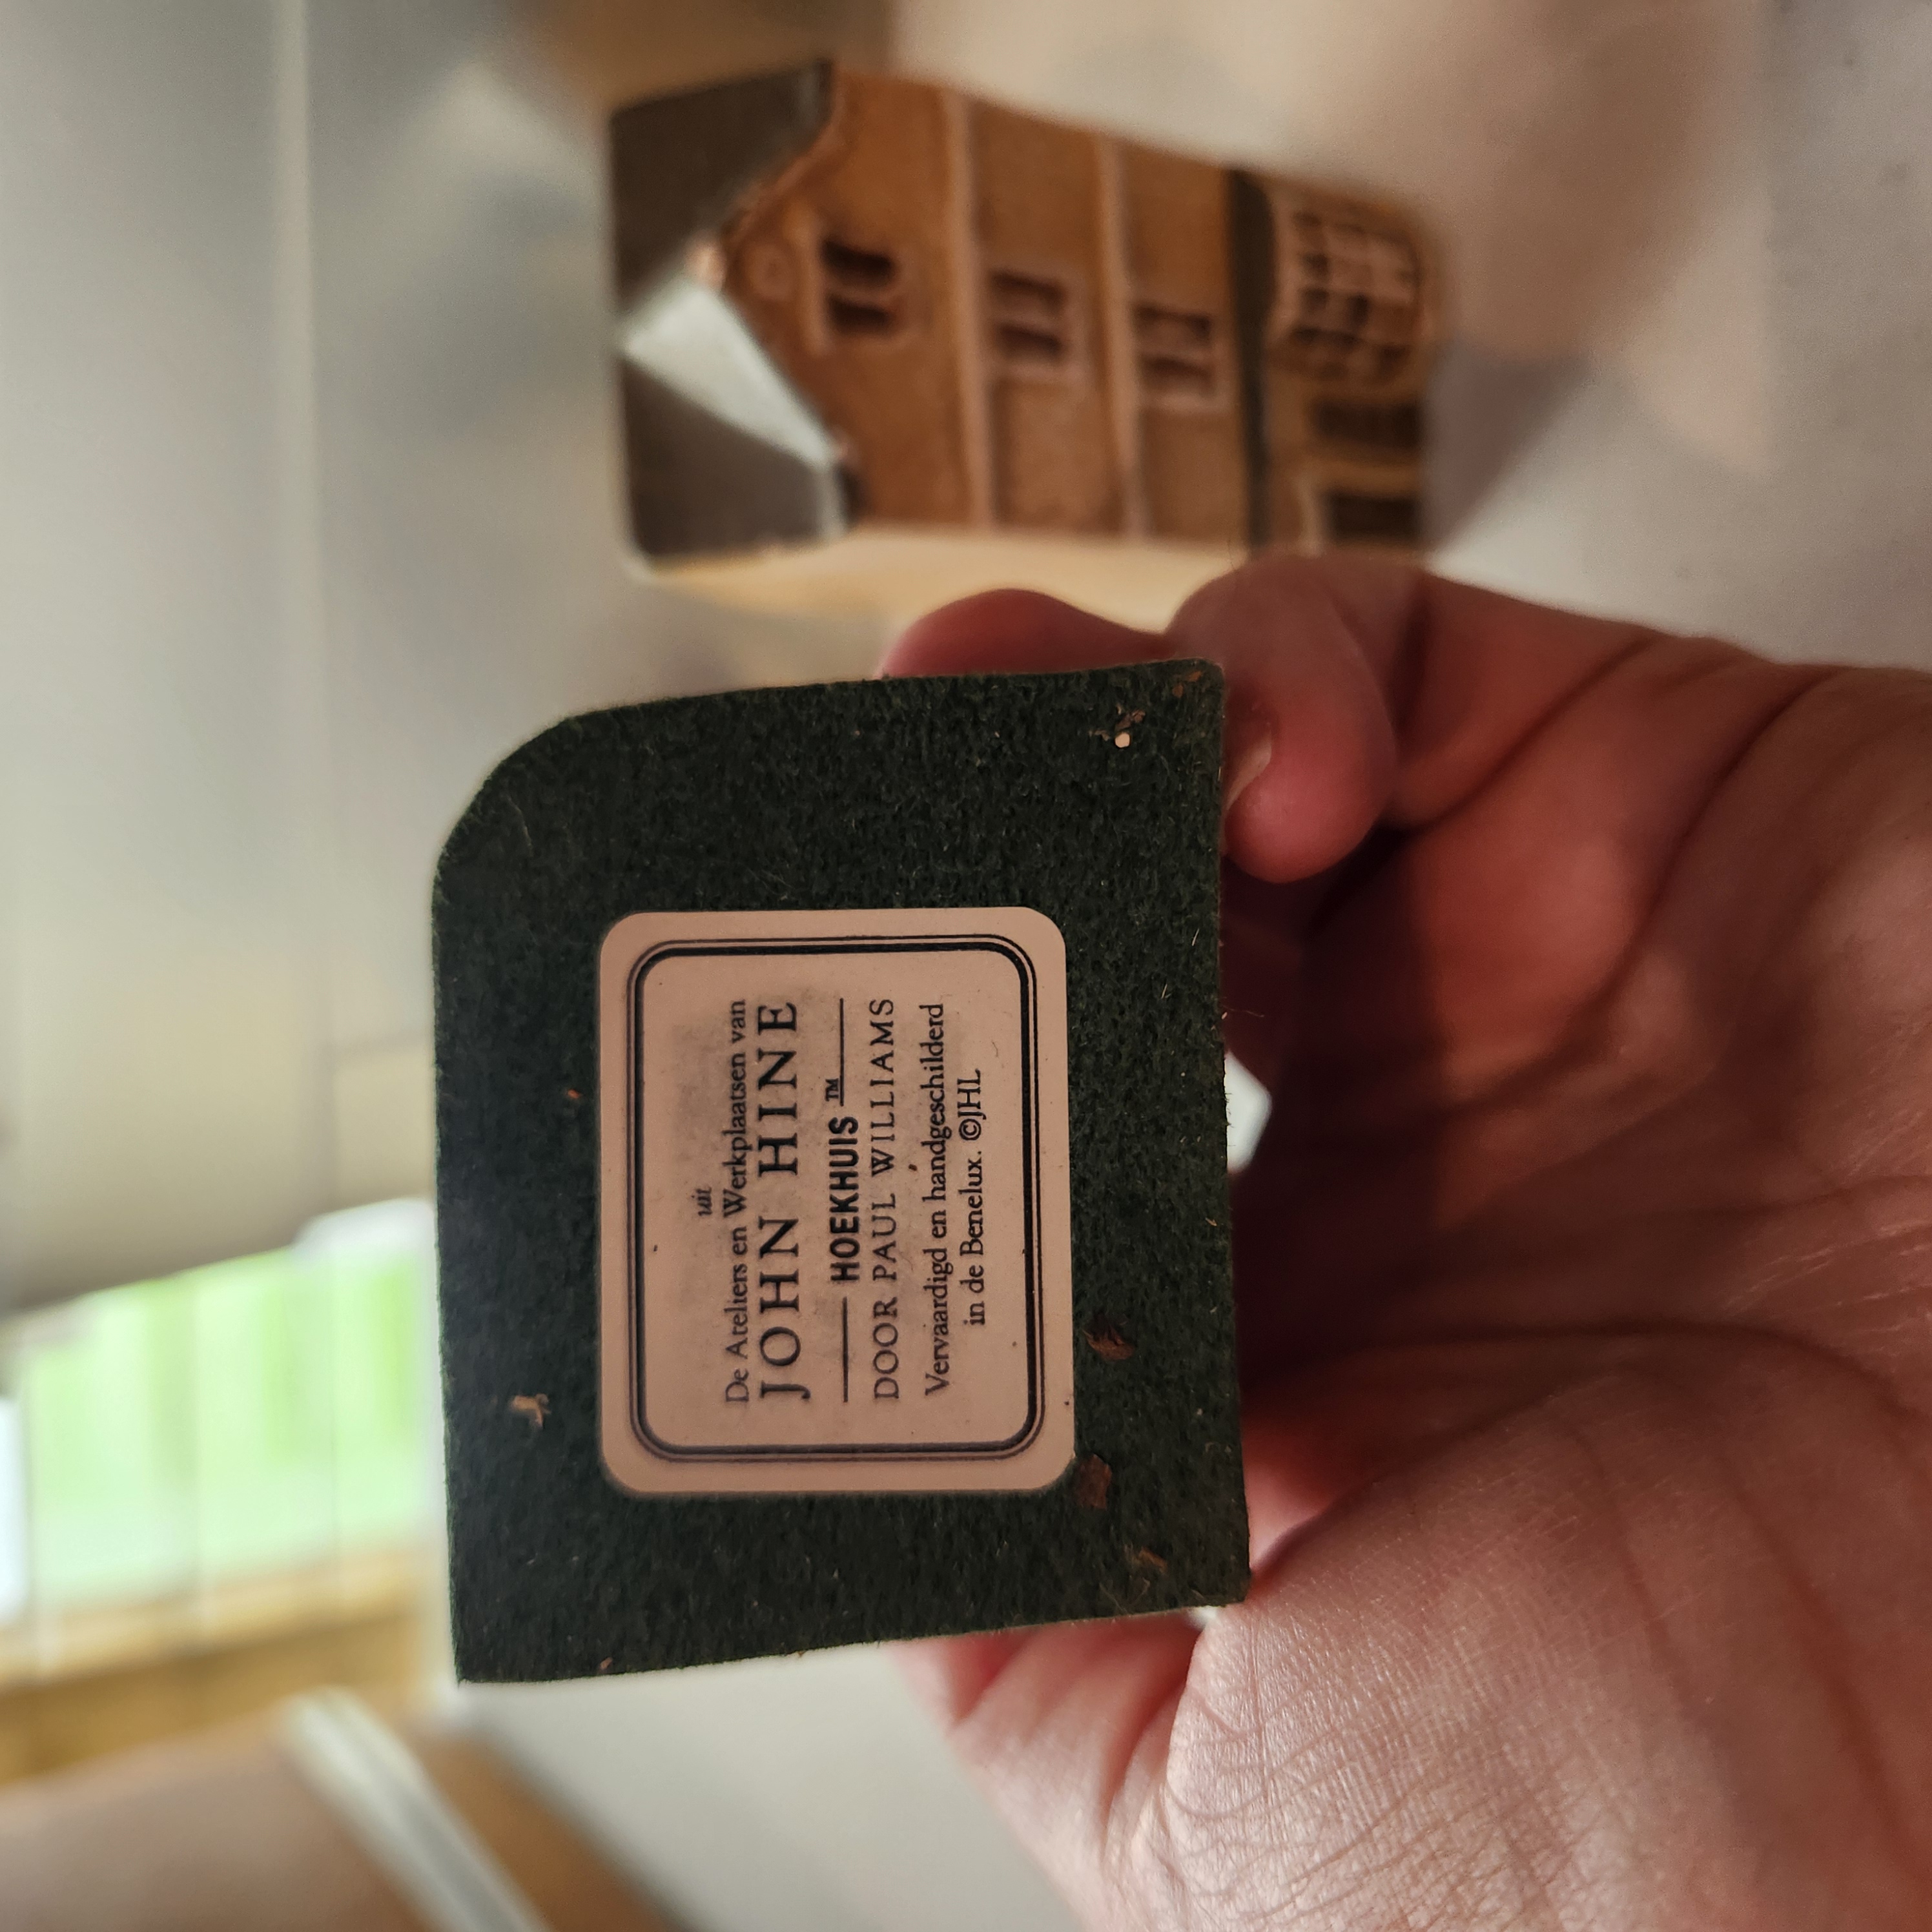 uit
De Ateliers en Werkplaatsen van
JOHN HINE
HOEKHUIS ™
DOOR PAUL WILLIAMS
Vervaardigd en handgeschilderd
in de Benelux. ©JHL